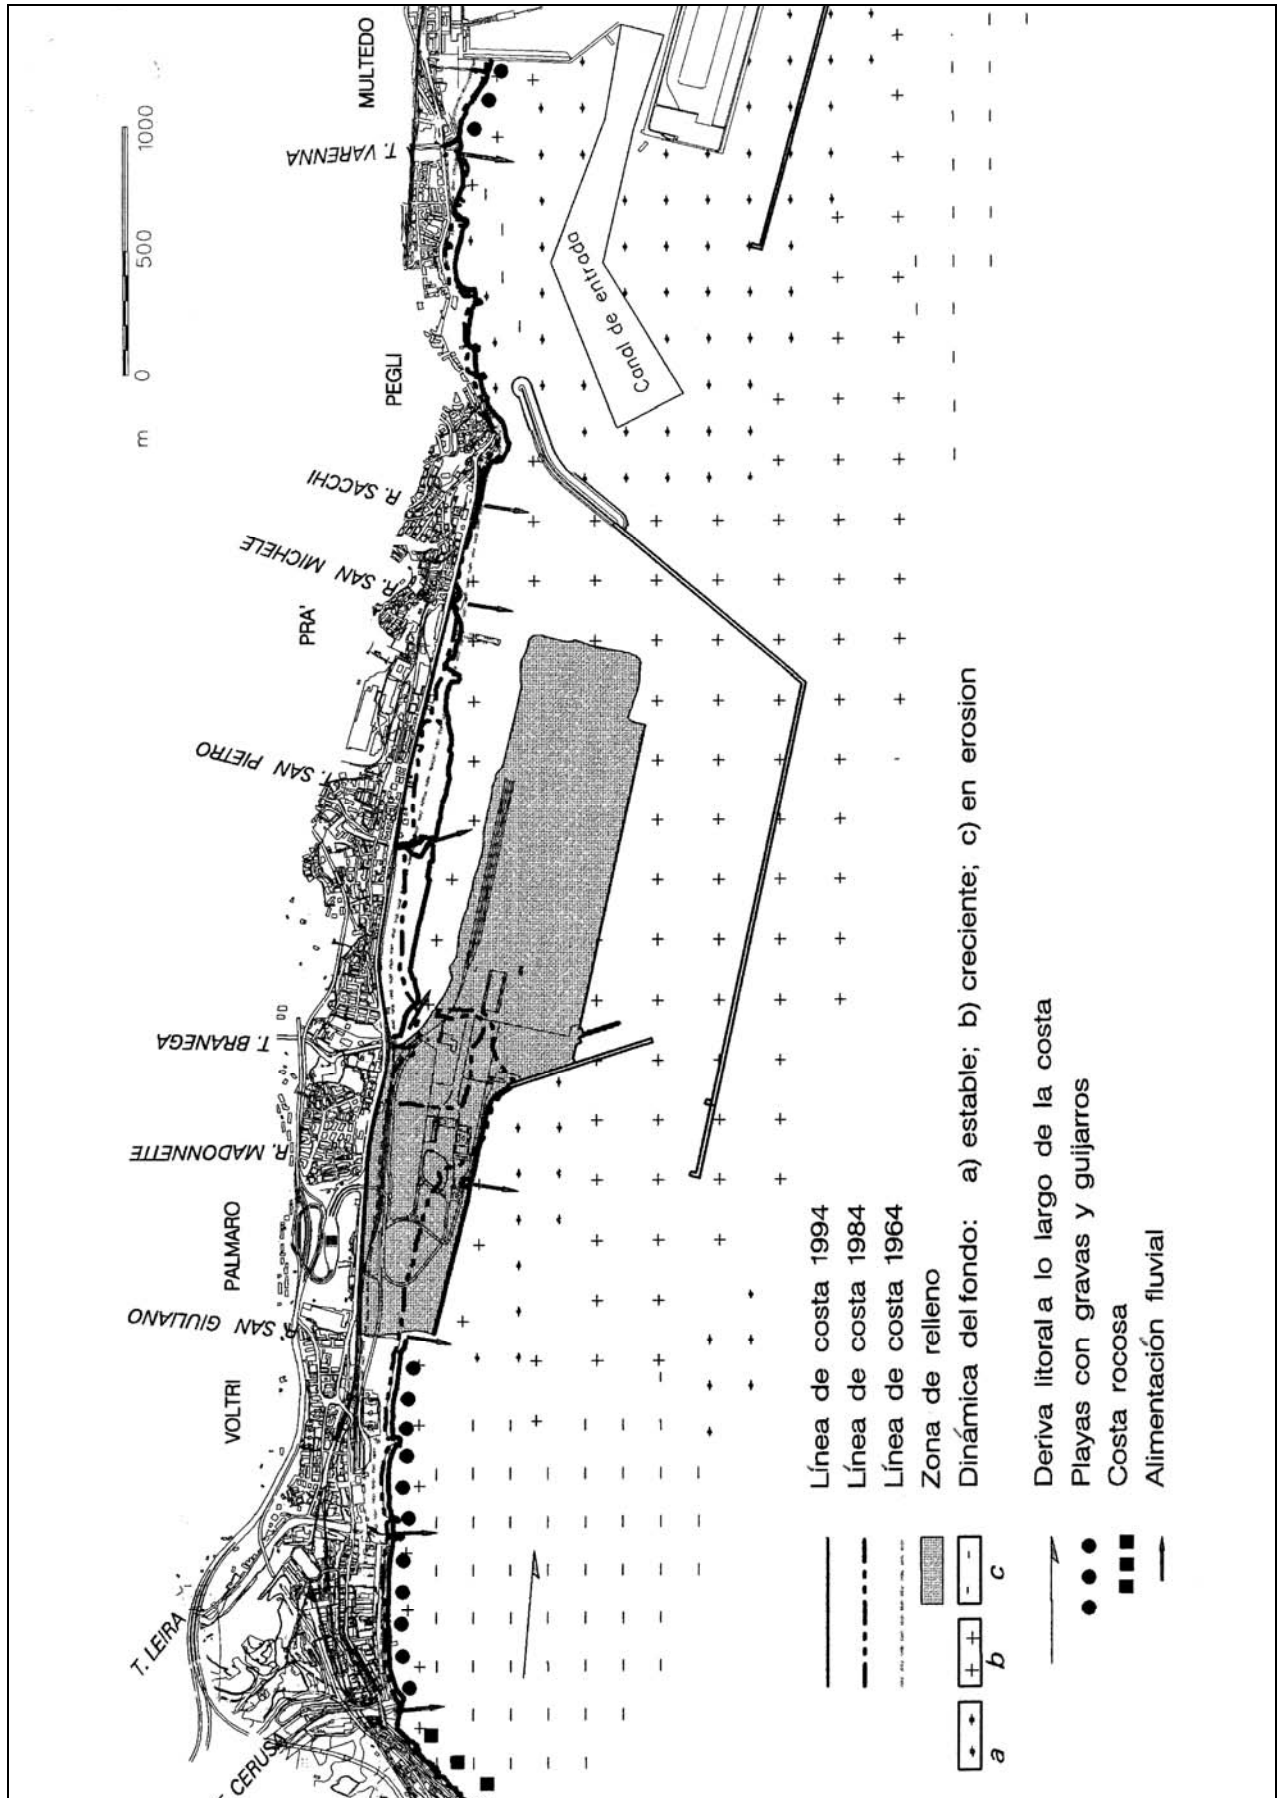 MULTEDO
T. VARENNA
PEGLI
R. SACCHI
R. SAN MICHELE
PRA'
T. SAN PIETRO
T. BRANEGA
R. MADONNETTE
PALMARO
R. SAN GIULIANO
VOLTRI
T. LEIRA
T. CERUSA
m 0 500 1000
Canal de entrada
Línea de costa 1994
Línea de costa 1984
Línea de costa 1964
Zona de relleno
Dinámica del fondo: a) estable; b) creciente; c) en erosion
a b c
Deriva litoral a lo largo de la costa
Playas con gravas y guijarros
Costa rocosa
Alimentación fluvial